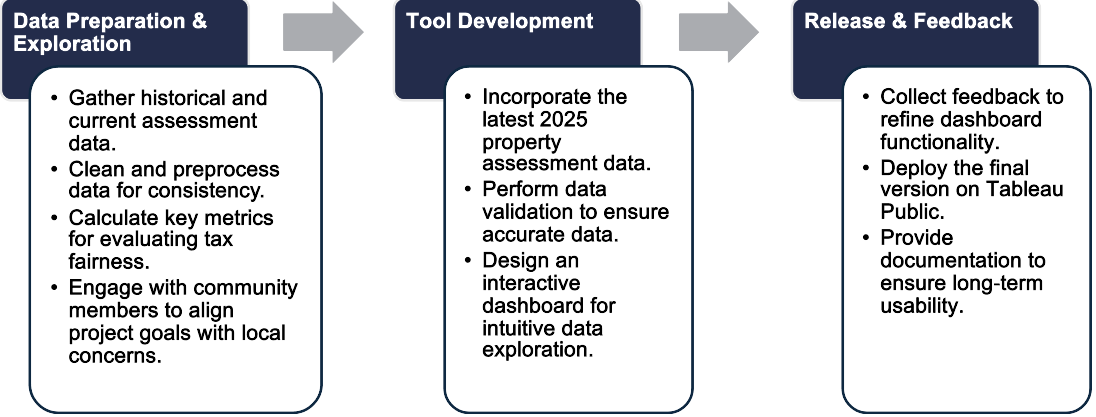 Data Preparation &
Exploration
• Gather historical and
current assessment
data.
• Clean and preprocess
data for consistency.
• Calculate key metrics
for evaluating tax
fairness.
• Engage with community
members to align
project goals with local
concerns.
Tool Development
• Incorporate the
latest 2025
property
assessment data.
• Perform data
validation to ensure
accurate data.
• Design an
interactive
dashboard for
intuitive data
exploration.
Release & Feedback
• Collect feedback to
refine dashboard
functionality.
• Deploy the final
version on Tableau
Public.
• Provide
documentation to
ensure long-term
usability.